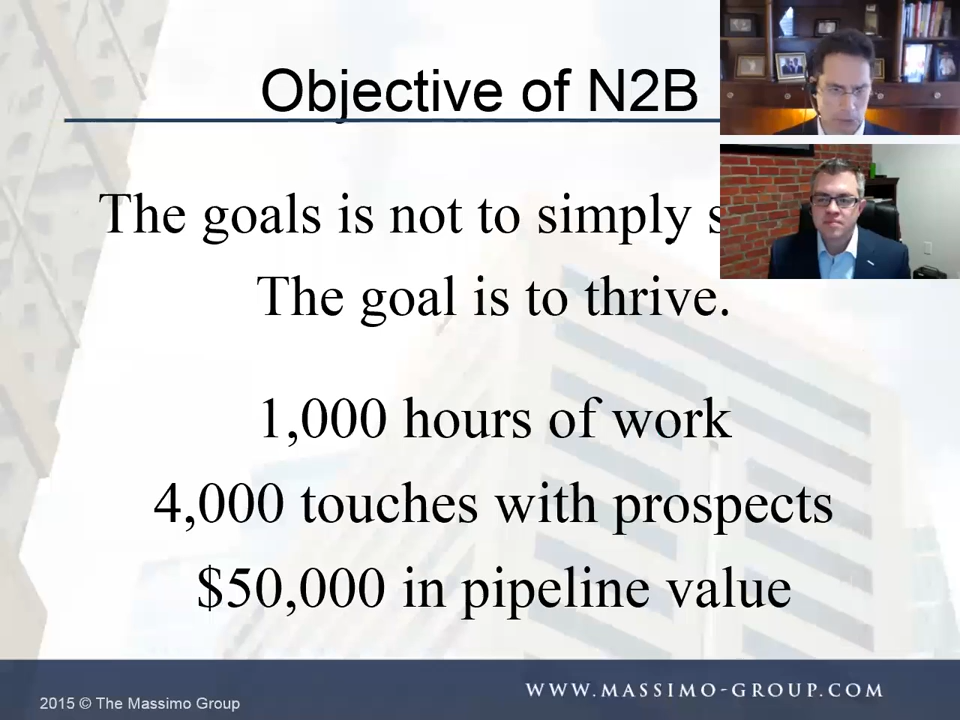 Objective of N2B
The goals is not to simply
The goal is to thrive.
1,000 hours of work
4,000 touches with prospects
$50,000 in pipeline value
2015 © The Massimo Group
WWW.MASSIMO-GROUP.COM